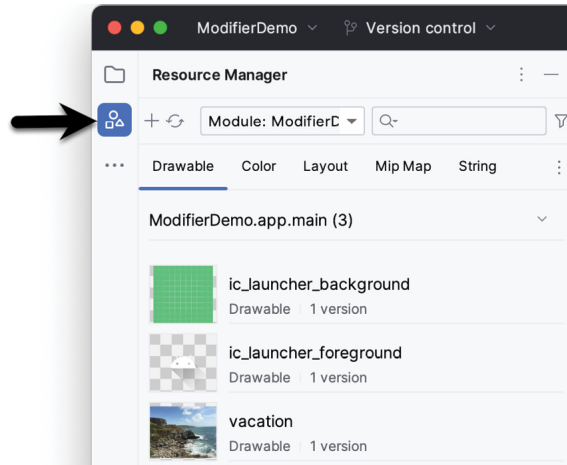 ModifierDemo
Version control
Resource Manager
Module: ModifierD
Drawable Color Layout Mip Map String
ModifierDemo.app.main (3)
ic_launcher_background
Drawable 1 version
ic_launcher_foreground
Drawable 1 version
vacation
Drawable 1 version